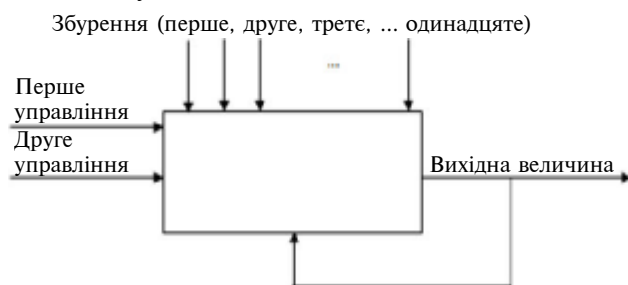 Збурення (перше, друге, третє, ... одинадцяте)
...
Перше
управління
Друге
управління
Вихідна величина